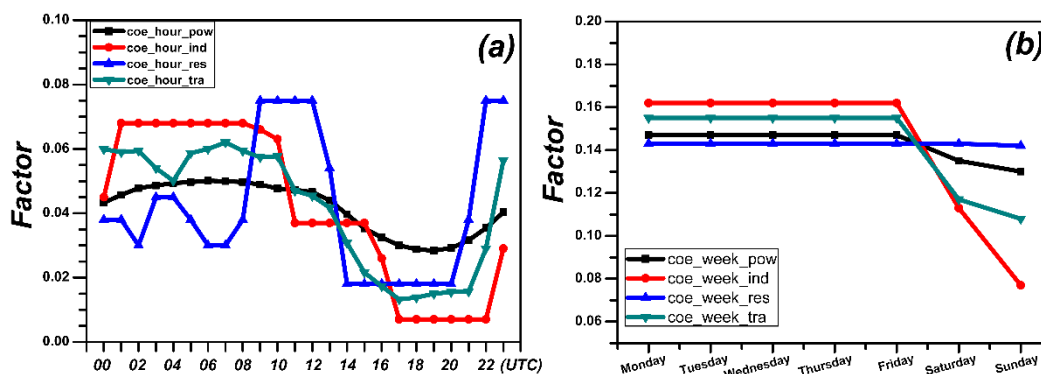 (a)
coe_hour_pow
coe_hour_ind
coe_hour_res
coe_hour_tra
Factor
0.10
0.08
0.06
0.04
0.02
0.00
00 02 04 06 08 10 12 14 16 18 20 22 (UTC)
(b)
Factor
0.20
0.18
0.16
0.14
0.12
0.10
0.08
0.06
coe_week_pow
coe_week_ind
coe_week_res
coe_week_tra
Monday Tuesday Wednesday Thursday Friday Saturday Sunday